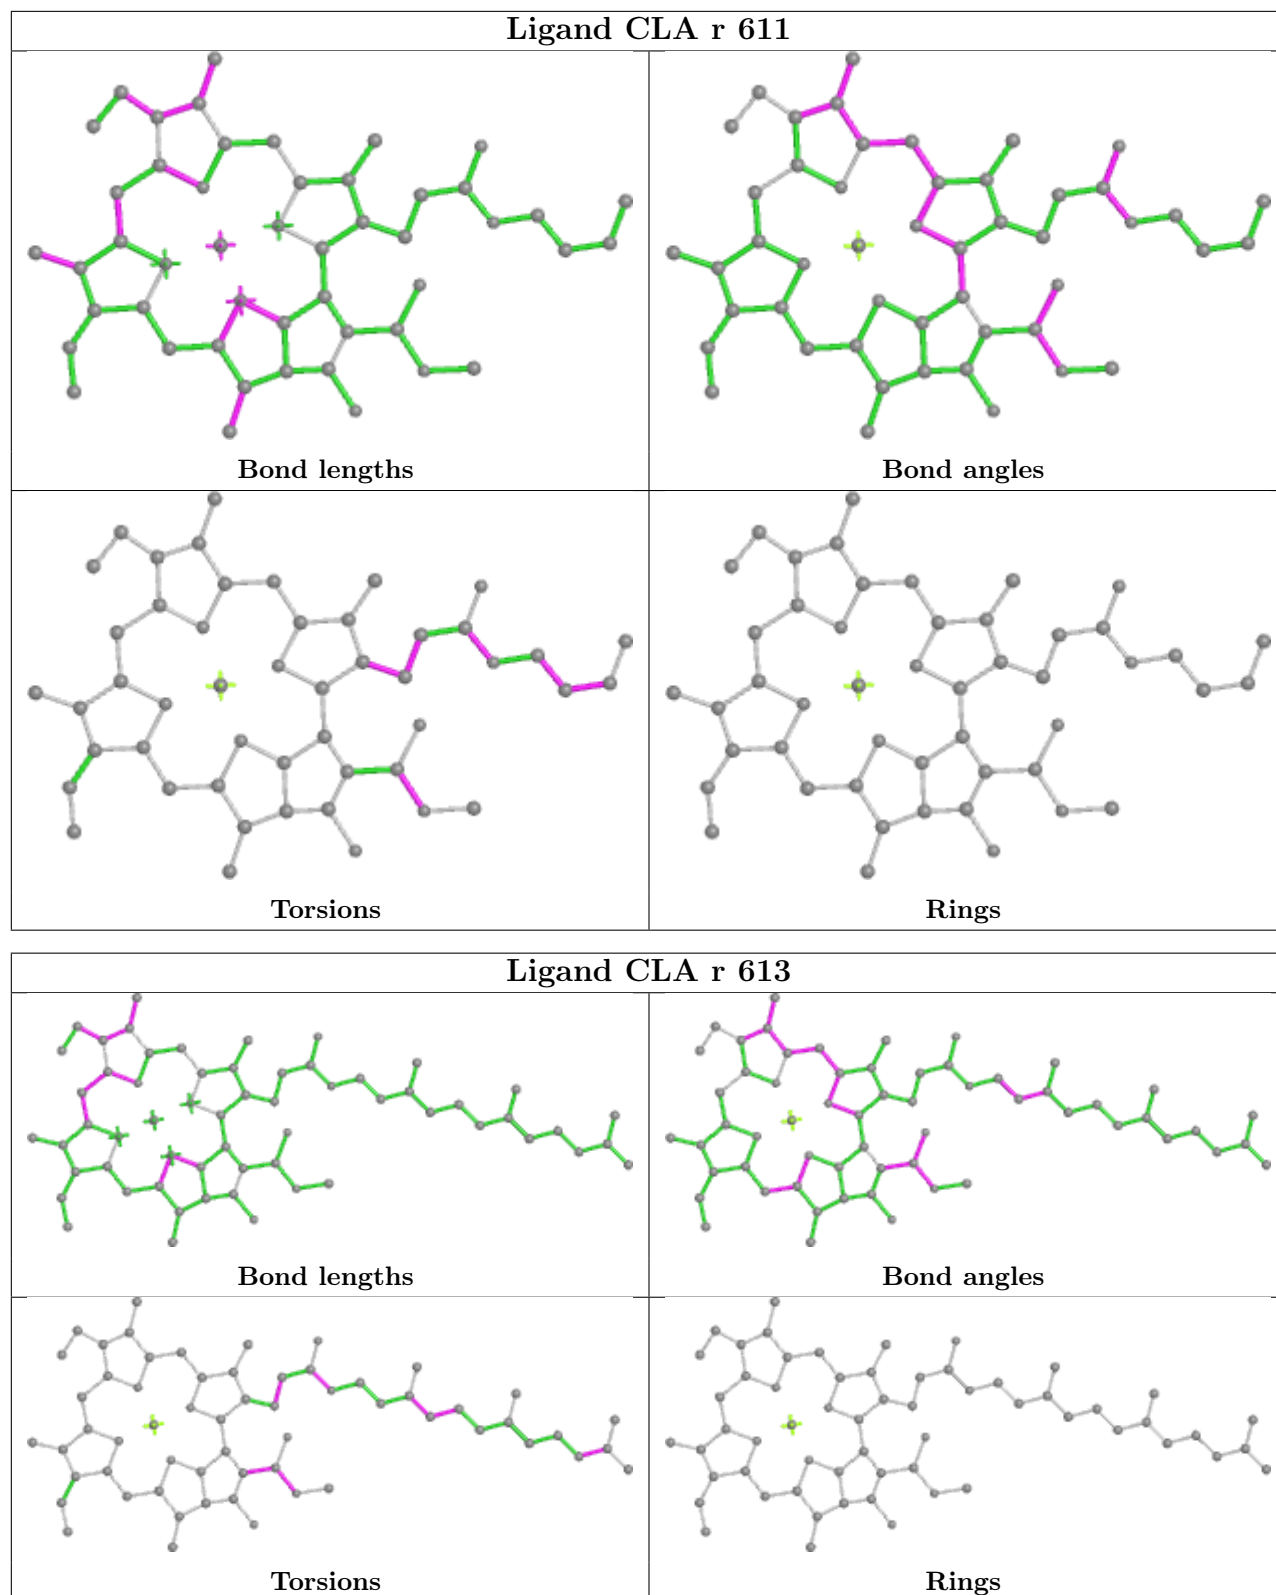 Ligand CLA r 611
Bond lengths
Bond angles
Torsions
Rings
Ligand CLA r 613
Bond lengths
Bond angles
Torsions
Rings